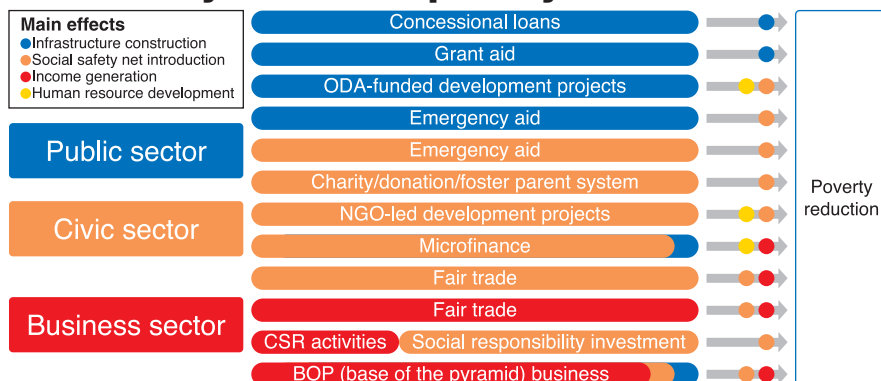 Main effects
Infrastructure construction
Social safety net introduction
Income generation
Human resource development
Public sector
Civic sector
Business sector
Concessional loans
Grant aid
ODA-funded development projects
Emergency aid
Emergency aid
Charity/donation/foster parent system
NGO-led development projects
Microfinance
Fair trade
Fair trade
CSR activities
Social responsibility investment
BOP (base of the pyramid) business
Poverty
reduction